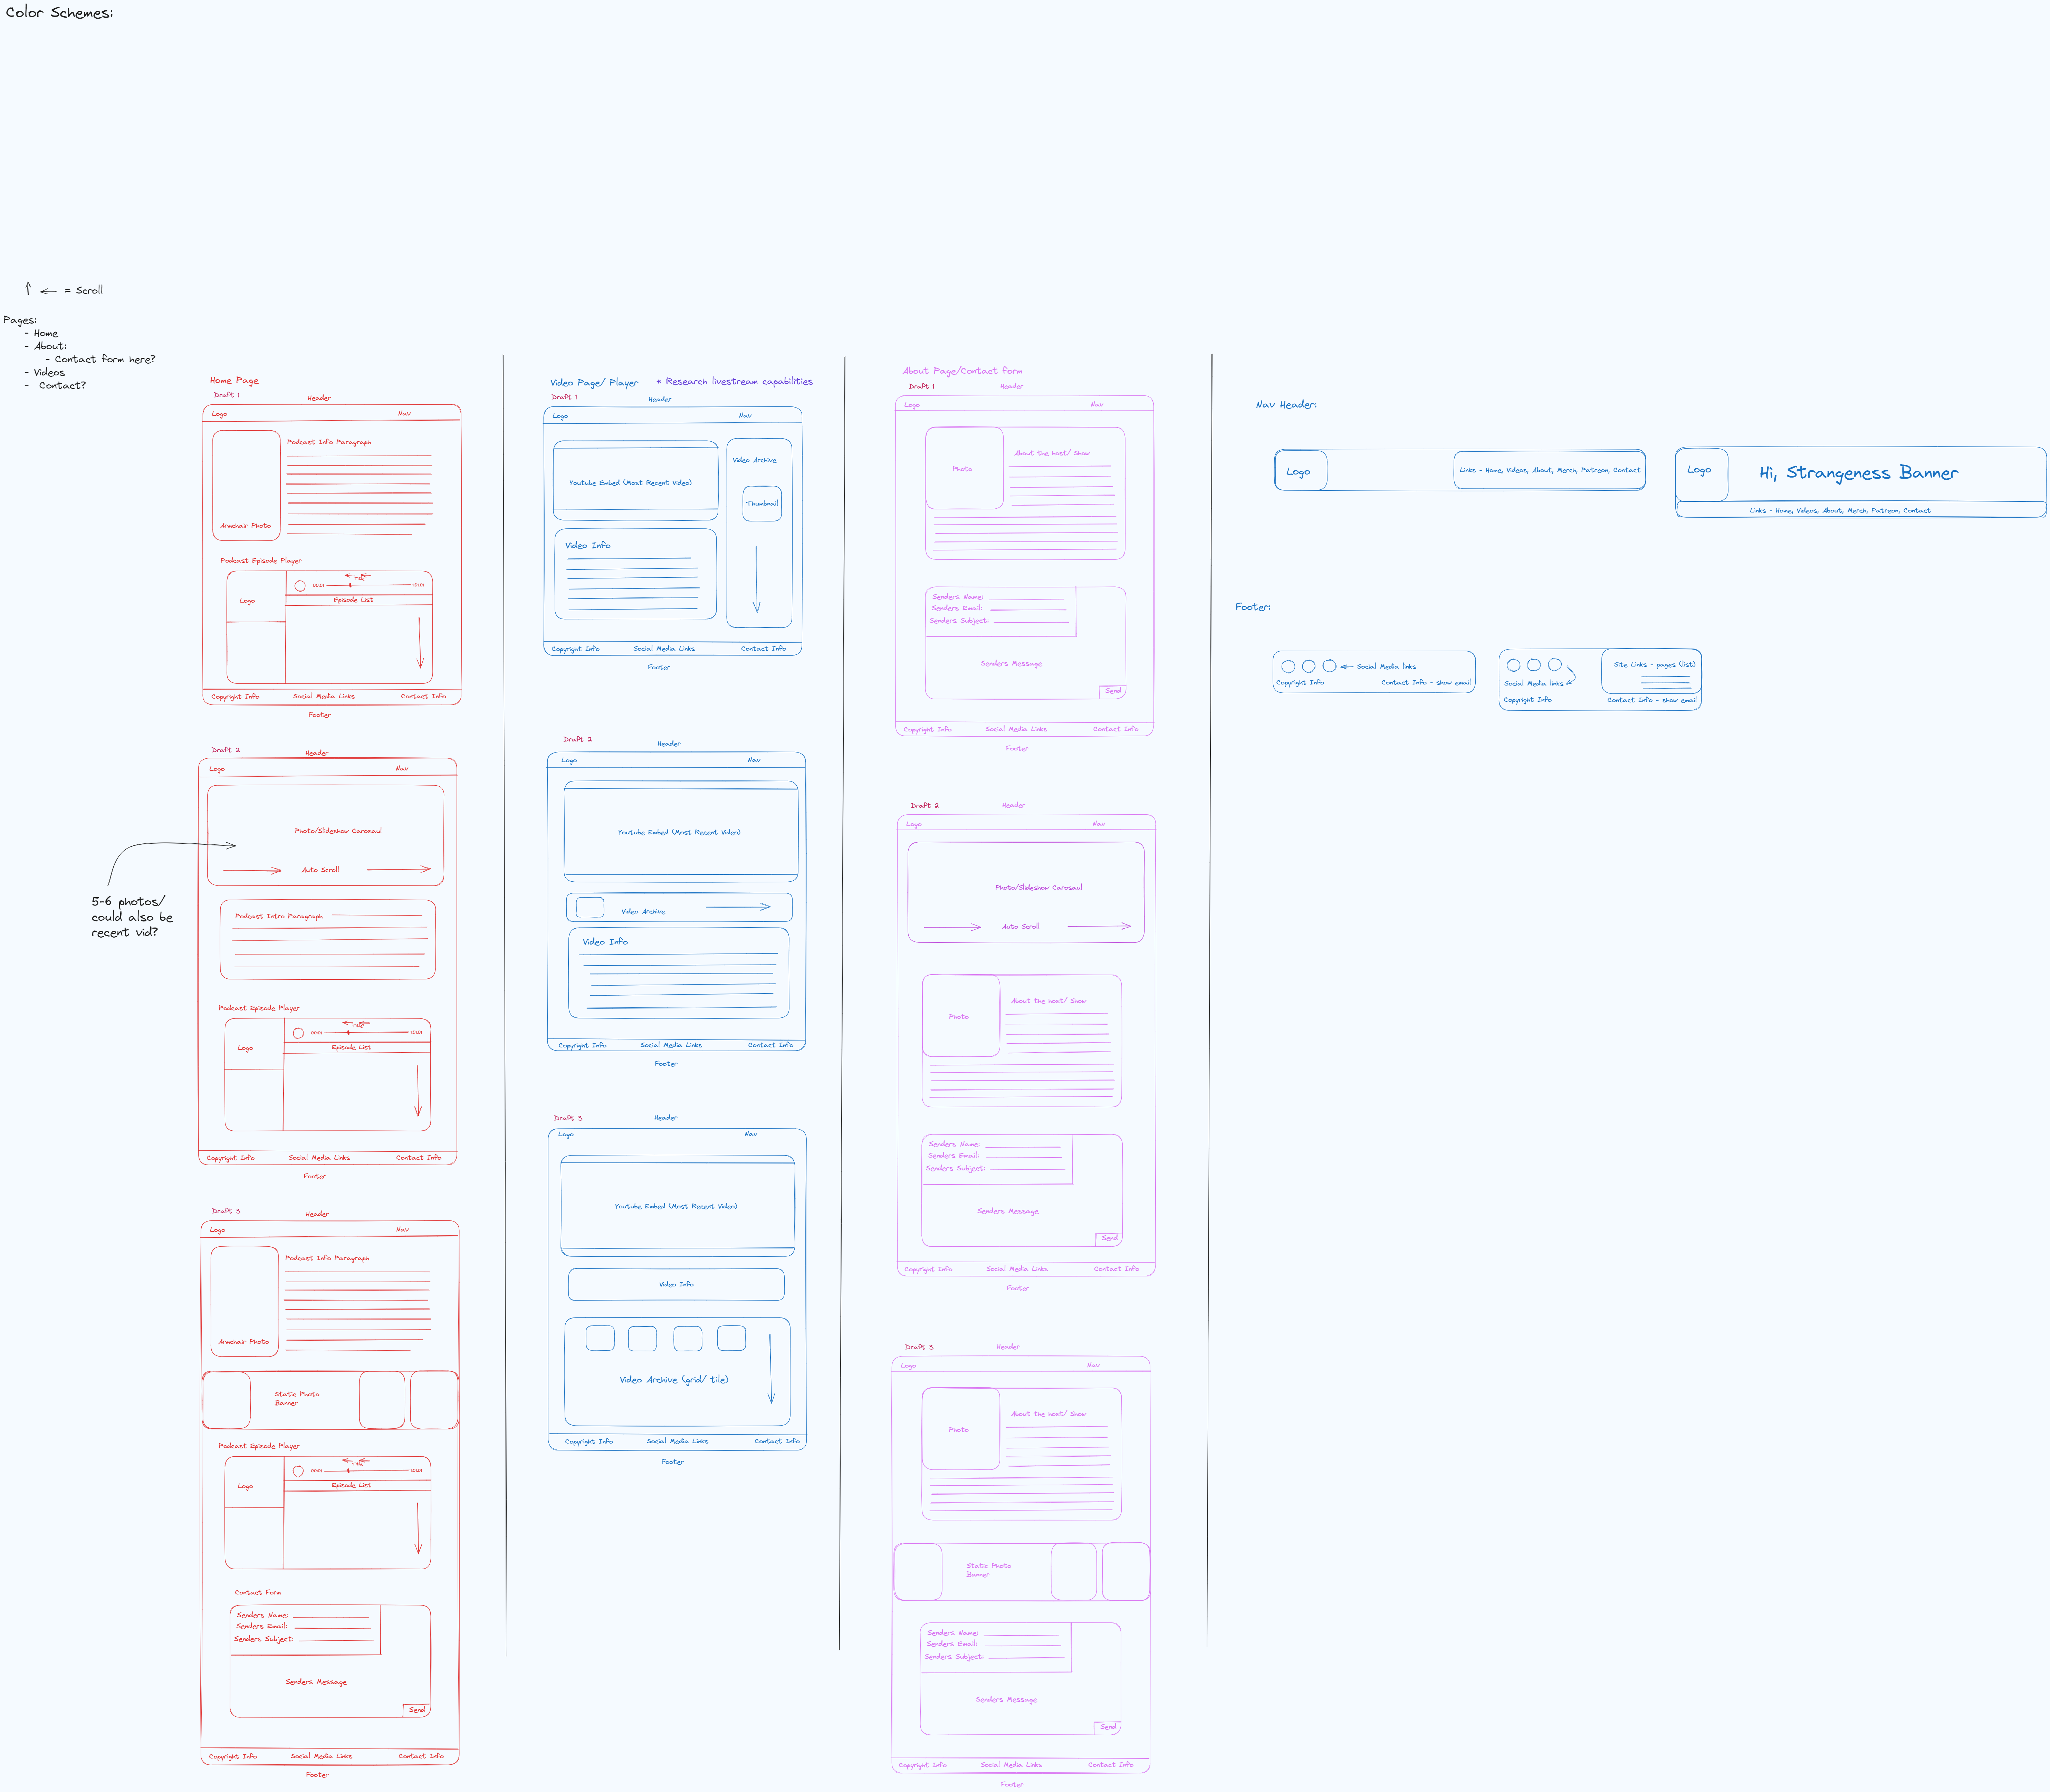 Color Schemes:
= Scroll
Pages:
- Home
- About:
- Contact form here?
- Videos
- Contact?
Home Page
Draft 1
Header
Logo
Nav
Podcast Info Paragraph
Armchair Photo
Podcast Episode Player
Title
00:01
1:01:01
Logo
Episode List
Copyright Info
Social Media Links
Contact Info
Footer
Draft 2
Header
Logo
Nav
Photo/Slideshow Carosaul
Auto Scroll
5-6 photos/
could also be
recent vid?
Podcast Intro Paragraph
Podcast Episode Player
Title
00:01
1:01:01
Logo
Episode List
Copyright Info
Social Media Links
Contact Info
Footer
Draft 3
Header
Logo
Nav
Podcast Info Paragraph
Armchair Photo
Static Photo
Banner
Podcast Episode Player
Title
00:01
1:01:01
Logo
Episode List
Contact Form
Senders Name:
Senders Email:
Senders Subject:
Senders Message
Send
Copyright Info
Social Media Links
Contact Info
Footer
Video Page/ Player
* Research livestream capabilities
Draft 1
Header
Logo
Nav
Youtube Embed (Most Recent Video)
Video Archive
Thumbnail
Video Info
Copyright Info
Social Media Links
Contact Info
Footer
Draft 2
Header
Logo
Nav
Youtube Embed (Most Recent Video)
Video Archive
Video Info
Copyright Info
Social Media Links
Contact Info
Footer
Draft 3
Header
Logo
Nav
Youtube Embed (Most Recent Video)
Video Info
Video Archive (grid/ tile)
Copyright Info
Social Media Links
Contact Info
Footer
About Page/Contact form
Draft 1
Header
Logo
Nav
Photo
About the host/ Show
Senders Name:
Senders Email:
Senders Subject:
Senders Message
Send
Copyright Info
Social Media Links
Contact Info
Footer
Draft 2
Header
Logo
Nav
Photo/Slideshow Carosaul
Auto Scroll
Photo
About the host/ Show
Senders Name:
Senders Email:
Senders Subject:
Senders Message
Send
Copyright Info
Social Media Links
Contact Info
Footer
Draft 3
Header
Logo
Nav
Photo
About the host/ Show
Static Photo
Banner
Senders Name:
Senders Email:
Senders Subject:
Senders Message
Send
Copyright Info
Social Media Links
Contact Info
Footer
Nav Header:
Logo
Links - Home, Videos, About, Merch, Patreon, Contact
Logo
Hi, Strangeness Banner
Links - Home, Videos, About, Merch, Patreon, Contact
Footer:
Social Media links
Copyright Info
Contact Info - show email
Site Links - pages (list)
Social Media links
Copyright Info
Contact Info - show email